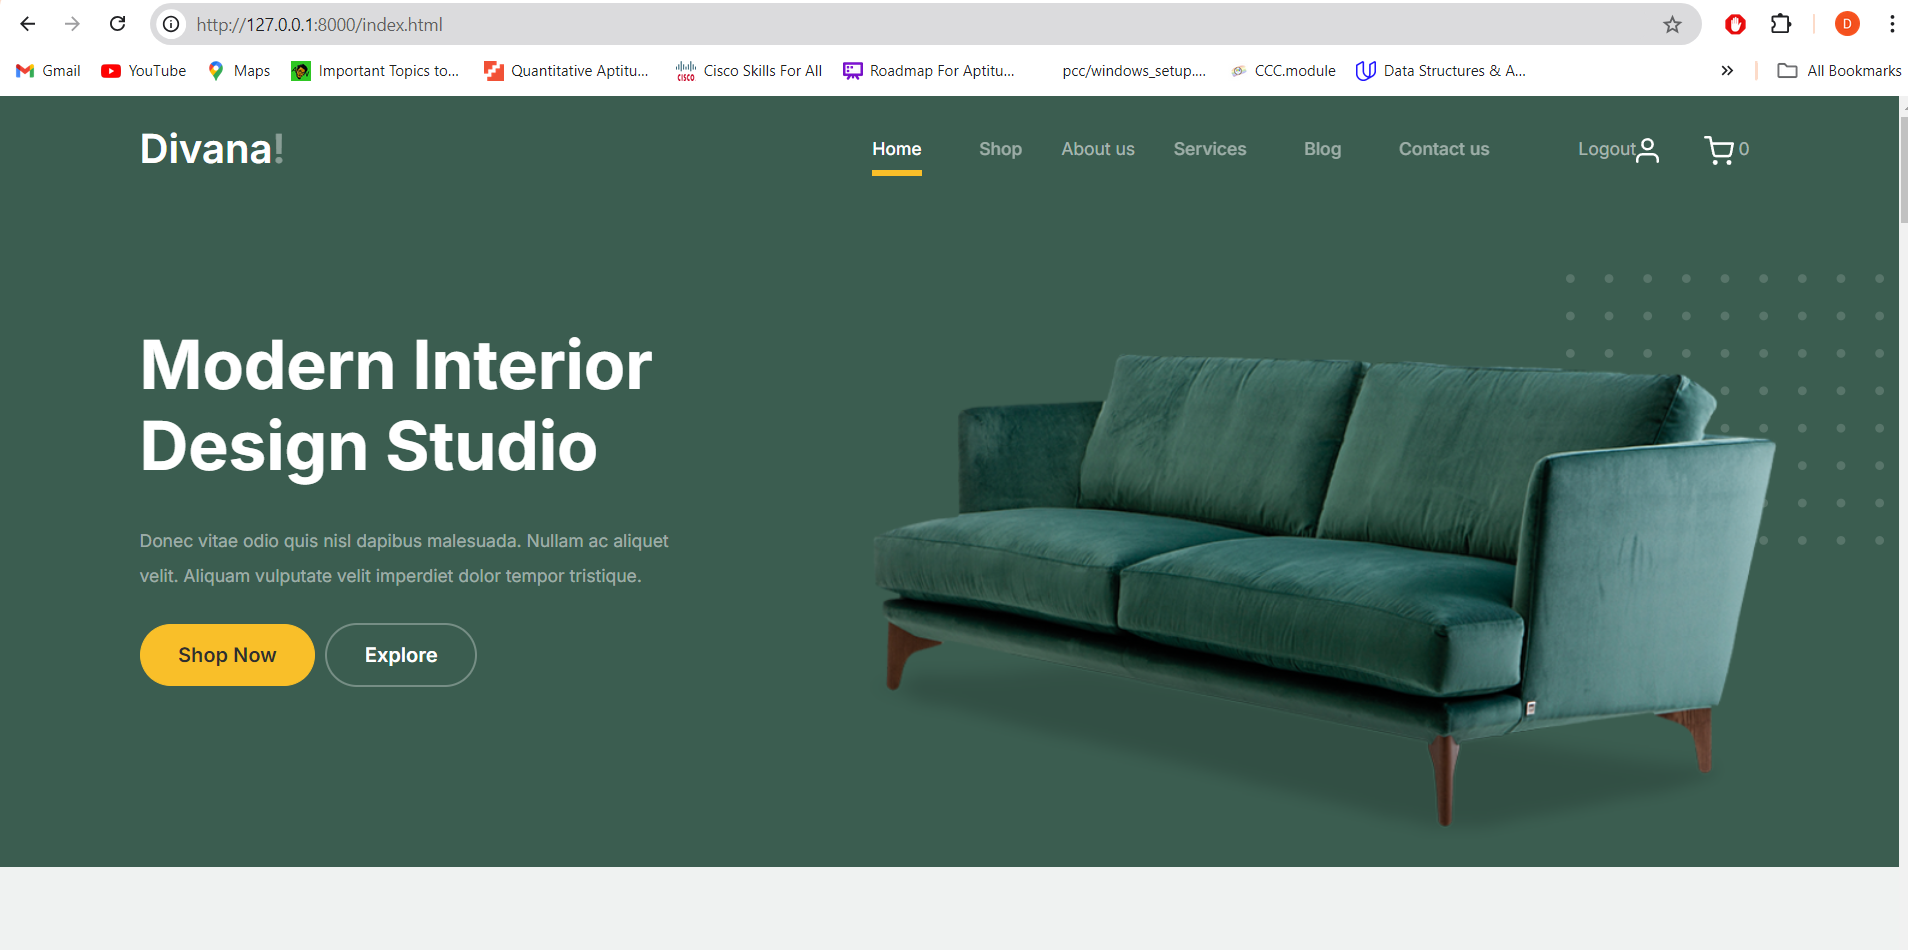 http://127.0.0.1:8000/index.html
D
Gmail YouTube Maps Important Topics to... Quantitative Aptitu... CISCO Cisco Skills For All Roadmap For Aptitu... pcc/windows_setup.... CCC.module Data Structures & A... » All Bookmarks
Divana! Home Shop About us Services Blog Contact us Logout 0
Modern Interior
Design Studio
Donec vitae odio quis nisl dapibus malesuada. Nullam ac aliquet
velit. Aliquam vulputate velit imperdiet dolor tempor tristique.
Shop Now Explore